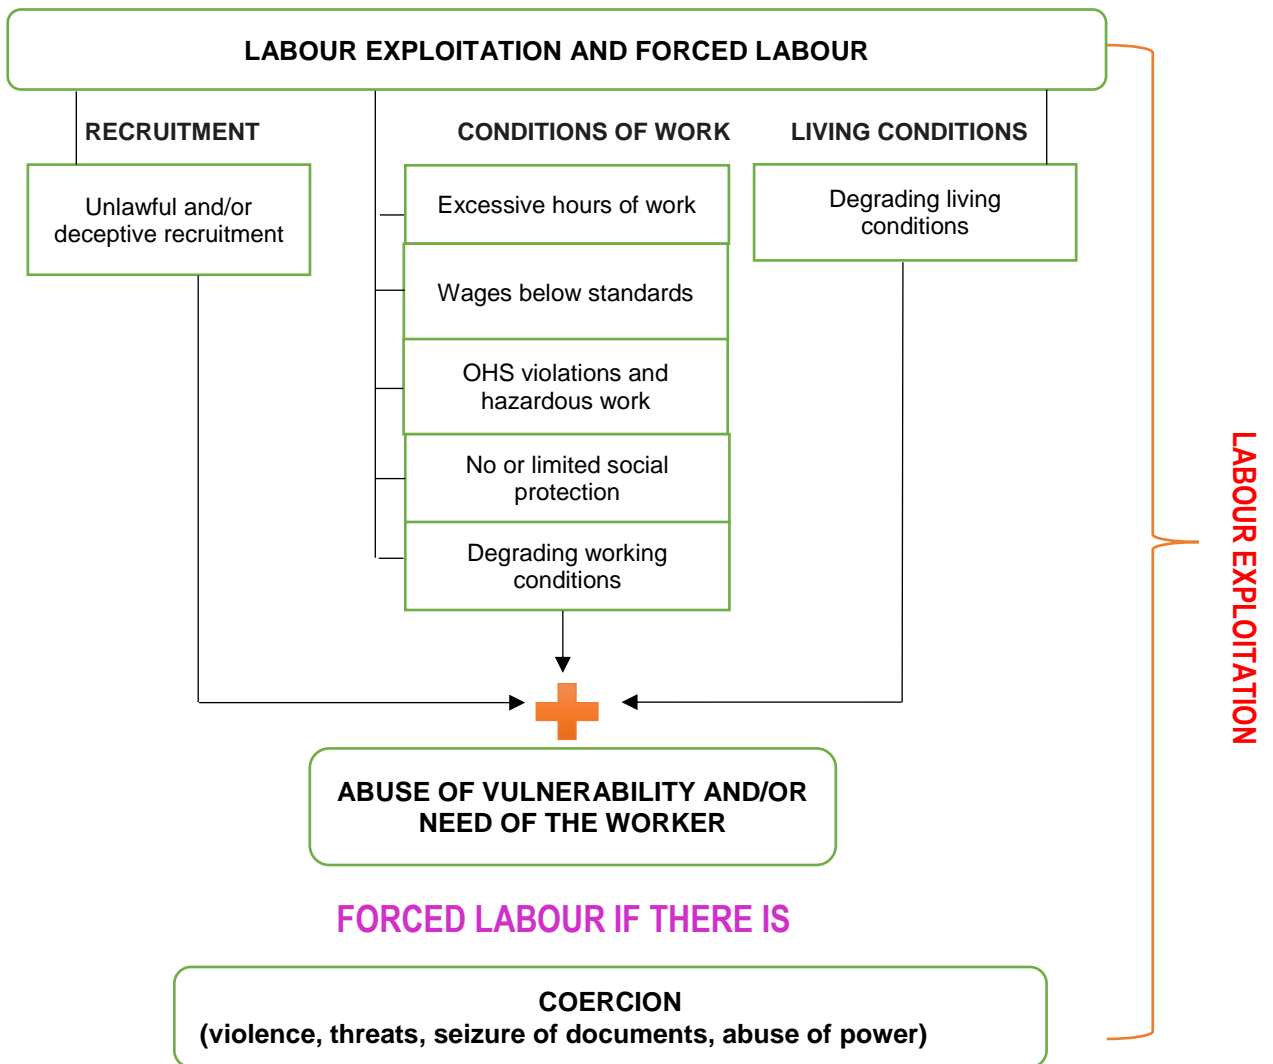 LABOUR EXPLOITATION AND FORCED LABOUR
RECRUITMENT
CONDITIONS OF WORK
LIVING CONDITIONS
Unlawful and/or
deceptive recruitment
Excessive hours of work
Wages below standards
OHS violations and
hazardous work
No or limited social
protection
Degrading working
conditions
Degrading living
conditions
ABUSE OF VULNERABILITY AND/OR
NEED OF THE WORKER
FORCED LABOUR IF THERE IS
COERCION
(violence, threats, seizure of documents, abuse of power)
LABOUR EXPLOITATION